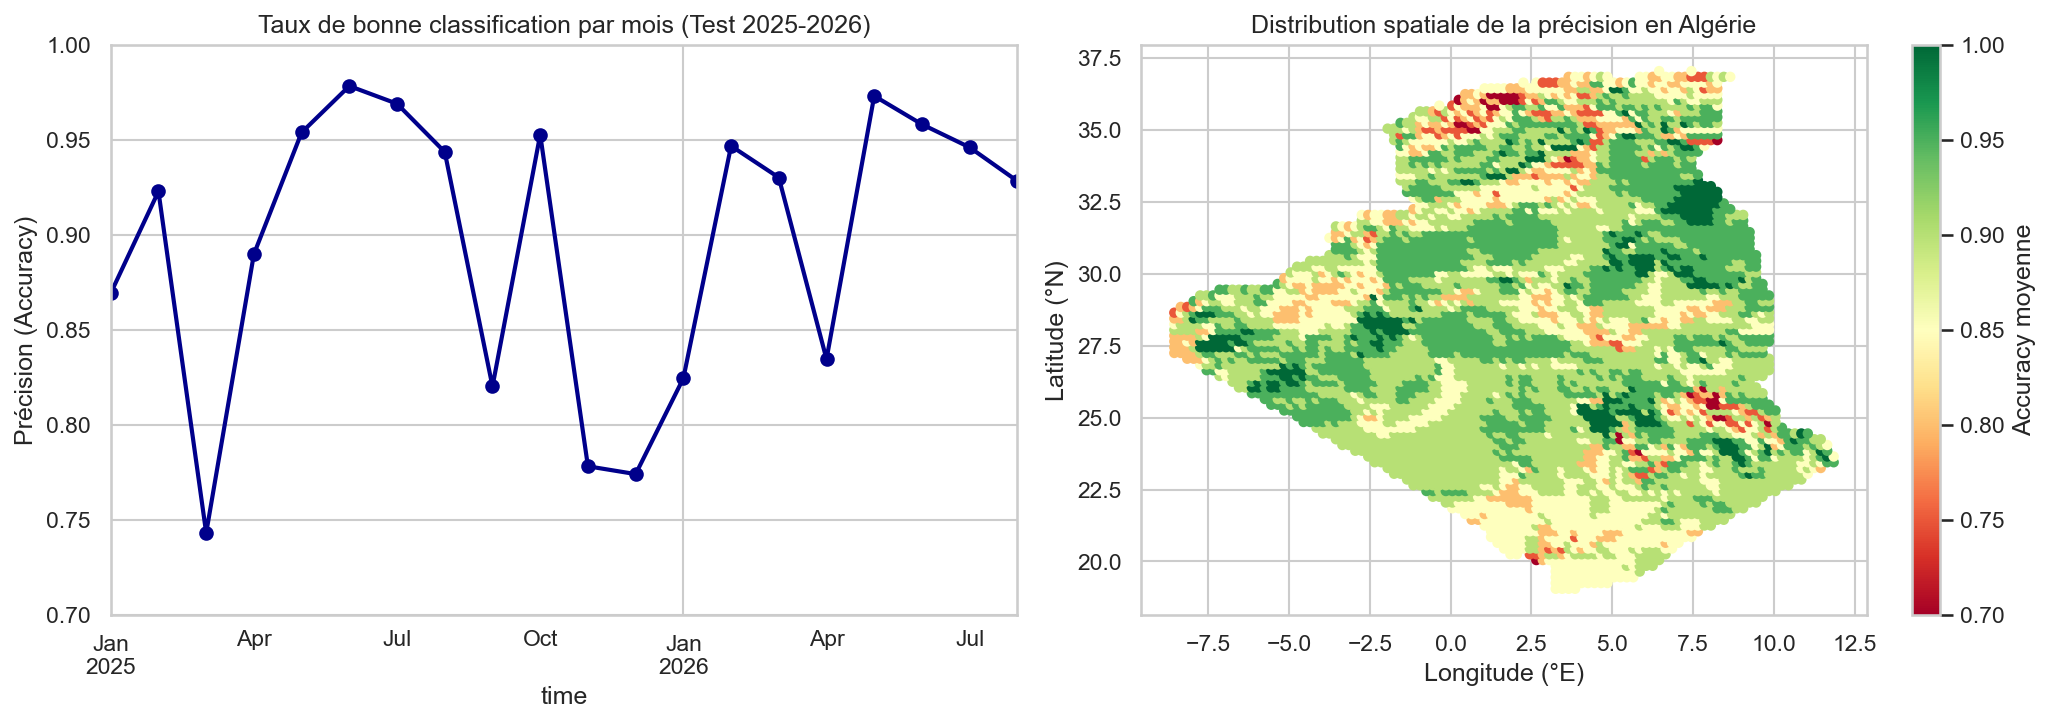 Taux de bonne classification par mois (Test 2025-2026)
Précision (Accuracy)
1.00
0.95
0.90
0.85
0.80
0.75
0.70
Jan
2025
Apr
Jul
Oct
Jan
2026
Apr
Jul
time
Distribution spatiale de la précision en Algérie
Latitude (°N)
37.5
35.0
32.5
30.0
27.5
25.0
22.5
20.0
−7.5
−5.0
−2.5
0.0
2.5
5.0
7.5
10.0
12.5
Longitude (°E)
1.00
0.95
0.90
0.85
0.80
0.75
0.70
Accuracy moyenne